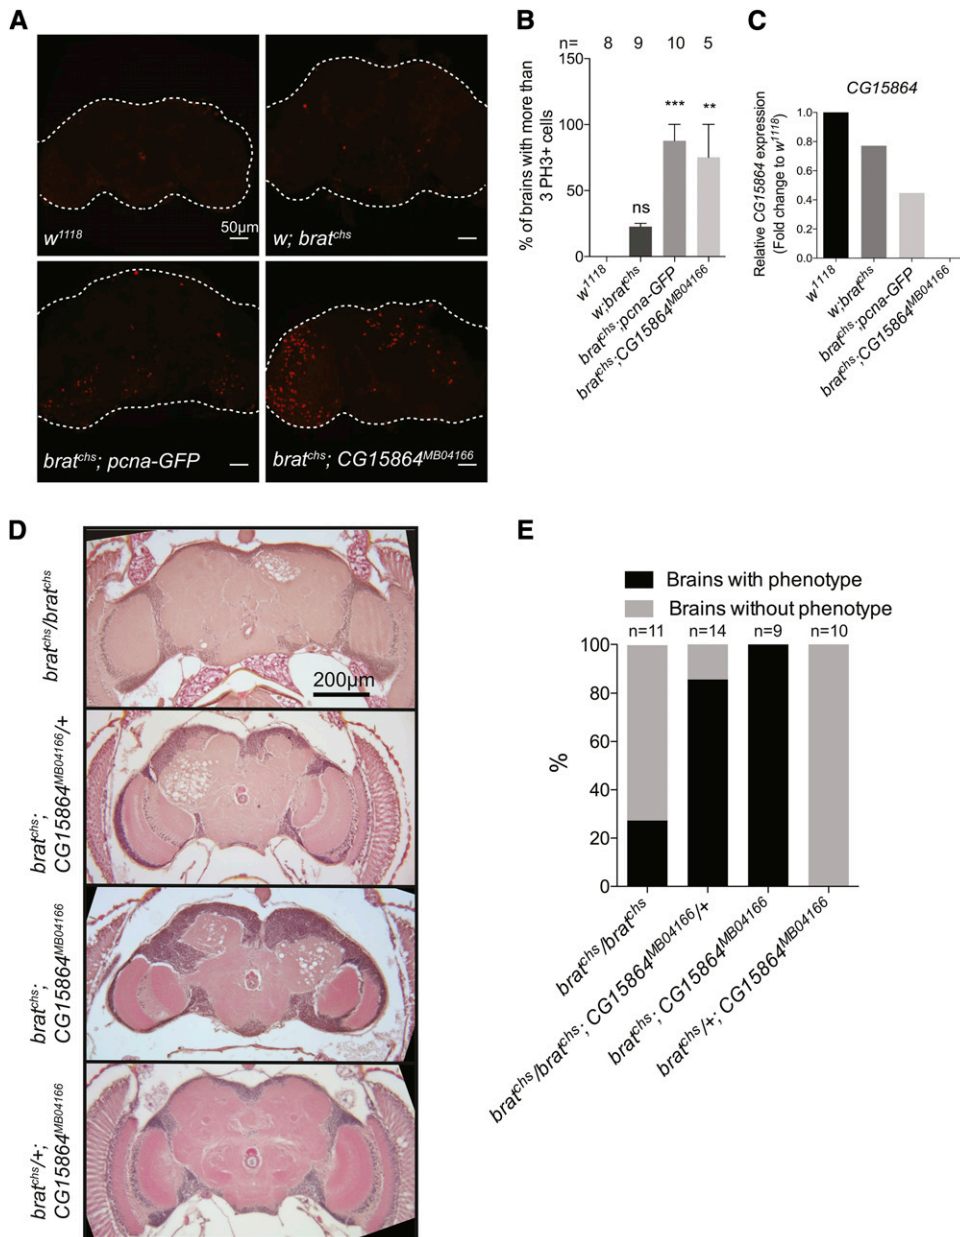 A
w1118
50µm
w; bratchs
bratchs; pcna-GFP
bratchs; CG15864MB04166
B
n= 8 9 10 5
150
100
50
0
% of brains with more than
3 PH3+ cells
ns
***
**
w1118
w;bratchs
bratchs;pcna-GFP
bratchs;CG15864MB04166
C
CG15864
Relative CG15864 expression
(Fold change to w1118)
1.0
0.8
0.6
0.4
0.2
0.0
w1118
w;bratchs
bratchs;pcna-GFP
bratchs;CG15864MB04166
D
bratchs/bratchs
200µm
bratchs;
CG15864MB04166/+
bratchs;
CG15864MB04166
bratchs/+;
CG15864MB04166
E
Brains with phenotype
Brains without phenotype
n=11 n=14 n=9 n=10
100
80
60
40
20
0
%
bratchs/bratchs
bratchs/bratchs; CG15864MB04166/+
bratchs; CG15864MB04166
bratchs/+; CG15864MB04166